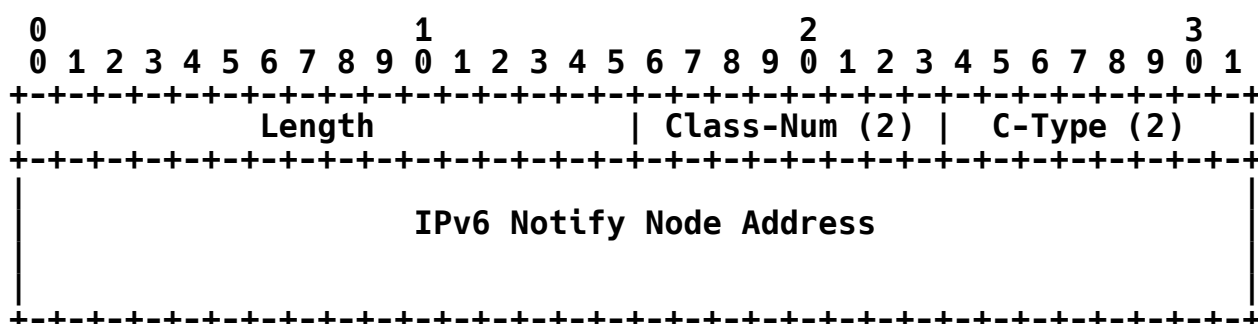 0                   1                   2                   3
 0 1 2 3 4 5 6 7 8 9 0 1 2 3 4 5 6 7 8 9 0 1 2 3 4 5 6 7 8 9 0 1
+-+-+-+-+-+-+-+-+-+-+-+-+-+-+-+-+-+-+-+-+-+-+-+-+-+-+-+-+-+-+-+-+
|            Length             | Class-Num (2) |  C-Type (2)   |
+-+-+-+-+-+-+-+-+-+-+-+-+-+-+-+-+-+-+-+-+-+-+-+-+-+-+-+-+-+-+-+-+
|                                                               |
|                    IPv6 Notify Node Address                   |
|                                                               |
|                                                               |
+-+-+-+-+-+-+-+-+-+-+-+-+-+-+-+-+-+-+-+-+-+-+-+-+-+-+-+-+-+-+-+-+